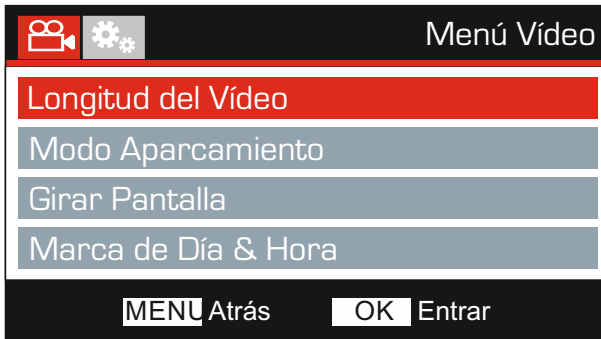 Menú Vídeo
Longitud del Vídeo
Modo Aparcamiento
Girar Pantalla
Marca de Día & Hora
MENU Atrás OK Entrar